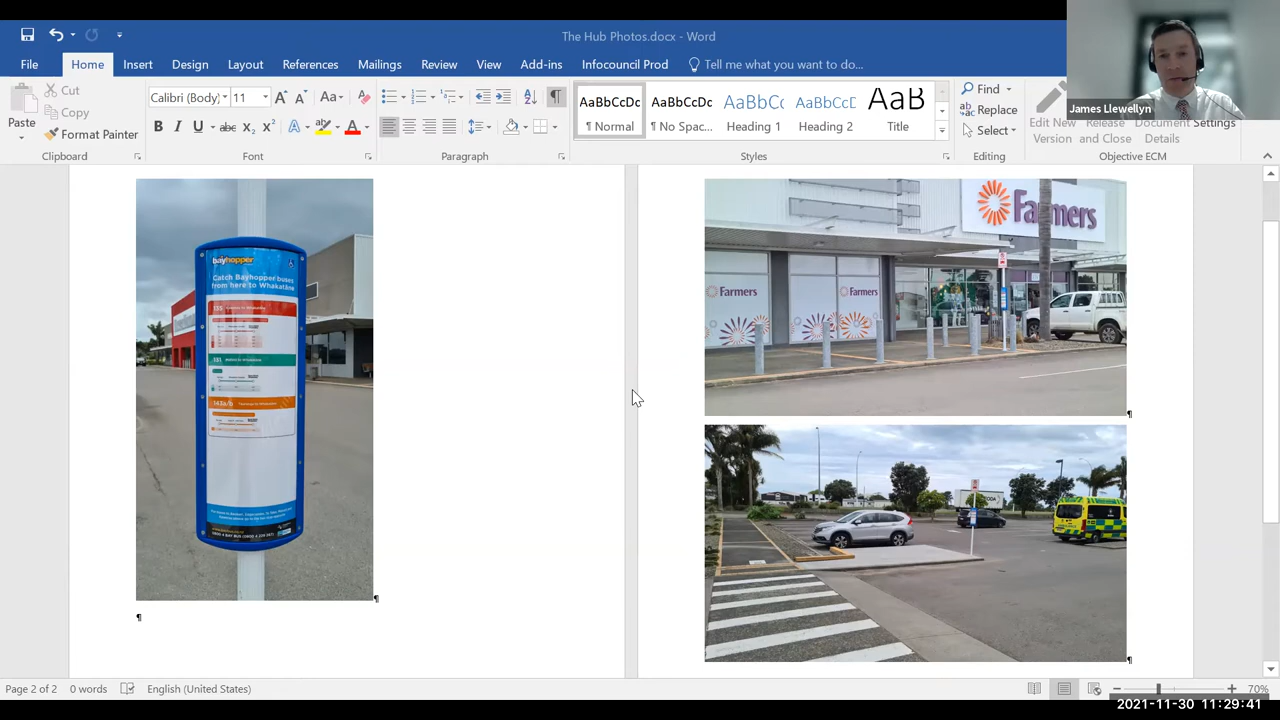 The Hub Photos.docx - Word
James Llewellyn
File Home Insert Design Layout References Mailings Review View Add-ins Infocouncil Prod Tell me what you want to do...
Paste
Cut
Copy
Format Painter
Clipboard
Calibri (Body) 11
Font
Paragraph
AaBbCcDc AaBbCcDc AaBbCc AaBbCcD AaB
¶ Normal ¶ No Spac... Heading 1 Heading 2 Title
Styles
Find
Replace
Select
Editing
Edit New Version
Release and Close
Document Details
Settings
Objective ECM
bayhopper
Catch Bayhopper buses
from here to Whakatāne
135
131
143a/b
Farmers
Farmers
Farmers
Page 2 of 2 0 words English (United States) 70%
2021-11-30 11:29:41